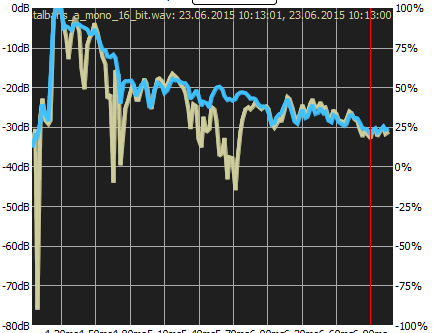 talbatis_a_mono_16_bit.wav: 23.06.2015 10:13:01, 23.06.2015 10:13:00
0dB 100%
-10dB 75%
-20dB 50%
-30dB 25%
-40dB 0%
-50dB -25%
-60dB -50%
-70dB -75%
-80dB -100%